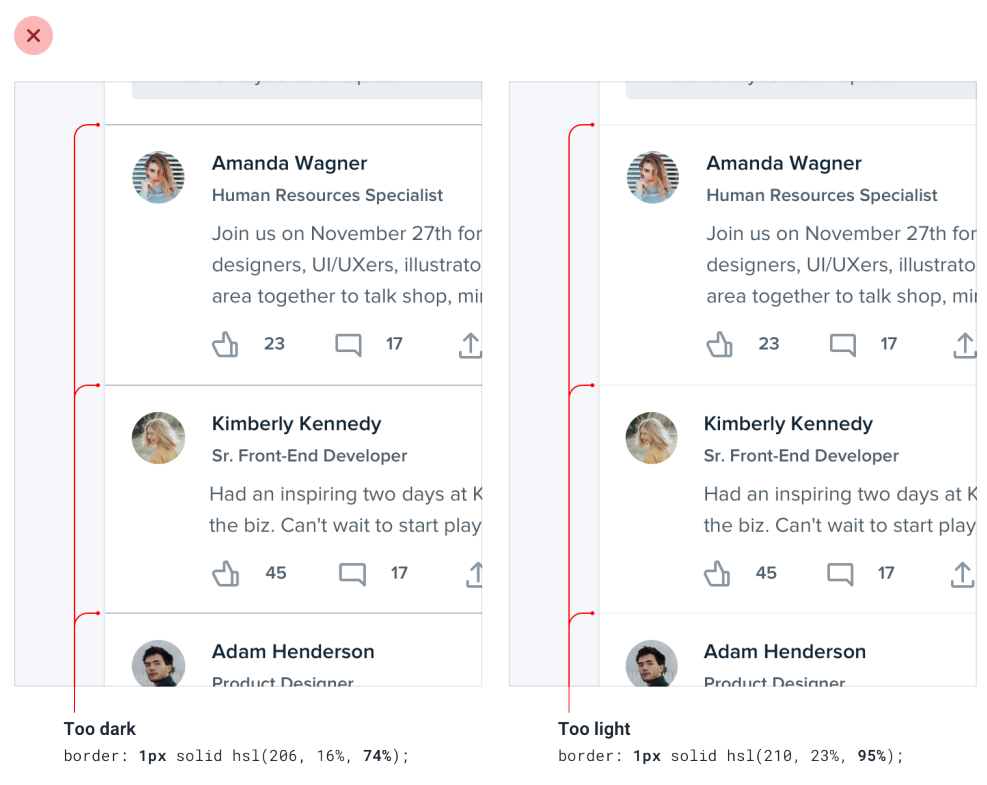 Amanda Wagner
Human Resources Specialist
Join us on November 27th for
designers, UI/UXers, illustrato
area together to talk shop, mi
23 17
Kimberly Kennedy
Sr. Front-End Developer
Had an inspiring two days at K
the biz. Can't wait to start play
45 17
Adam Henderson
Product Designer
Too dark
border: 1px solid hsl(206, 16%, 74%);
Amanda Wagner
Human Resources Specialist
Join us on November 27th for
designers, UI/UXers, illustrato
area together to talk shop, mi
23 17
Kimberly Kennedy
Sr. Front-End Developer
Had an inspiring two days at K
the biz. Can't wait to start play
45 17
Adam Henderson
Product Designer
Too light
border: 1px solid hsl(210, 23%, 95%);